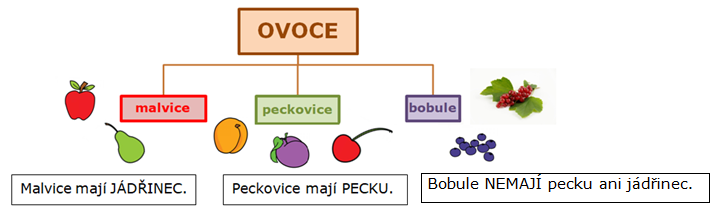 OVOCE
malvice
peckovice
bobule
Malvice mají JÁDŘINEC.
Peckovice mají PECKU.
Bobule NEMAJÍ pecku ani jádřinec.